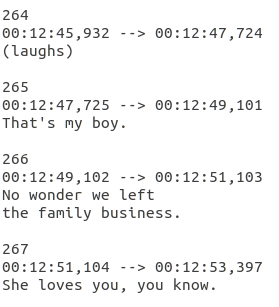 264
00:12:45,932 --> 00:12:47,724
(laughs)

265
00:12:47,725 --> 00:12:49,101
That's my boy.

266
00:12:49,102 --> 00:12:51,103
No wonder we left
the family business.

267
00:12:51,104 --> 00:12:53,397
She loves you, you know.